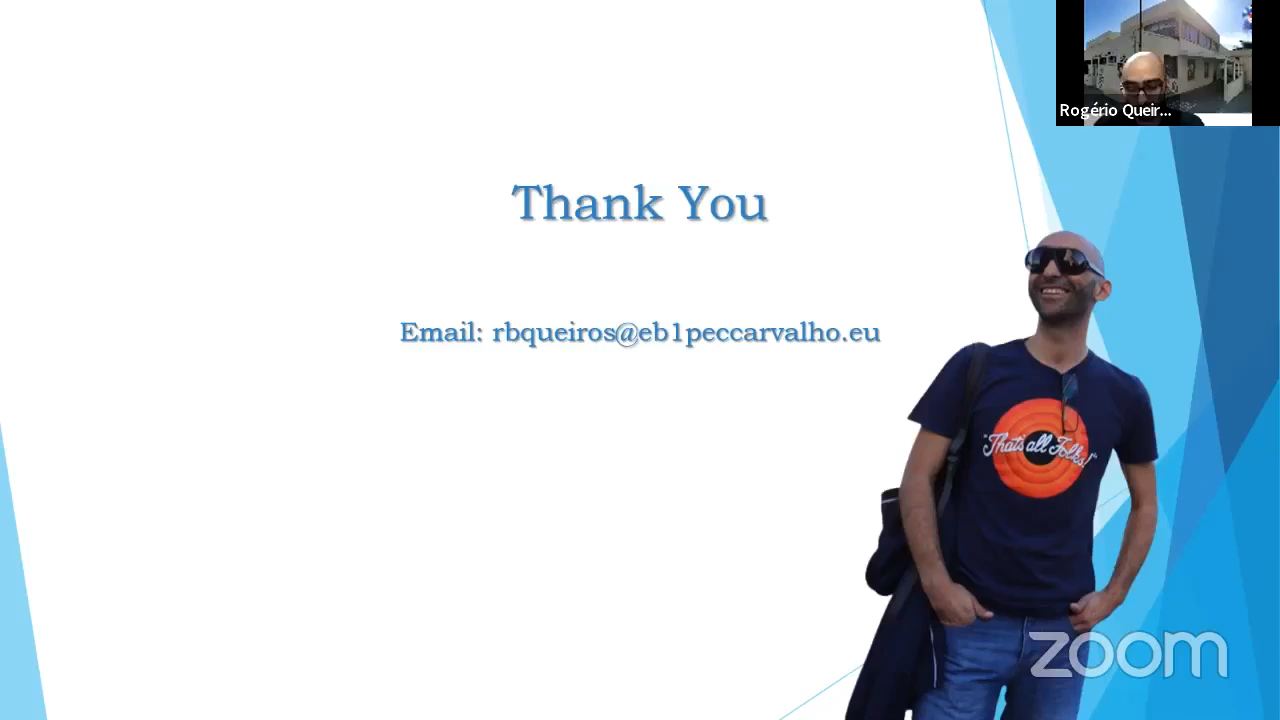 Rogério Queir...
Thank You
Email: rbqueiros@eb1peccarvalho.eu
"That's all Folks!"
zoom